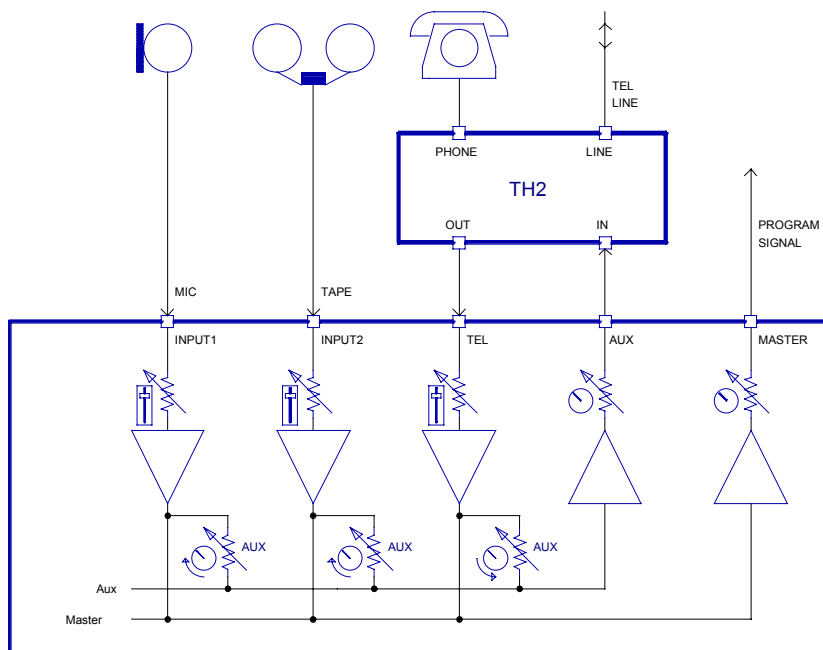 TEL
LINE
PHONE
LINE
TH2
OUT
IN
PROGRAM
SIGNAL
MIC
TAPE
INPUT1
INPUT2
TEL
AUX
MASTER
AUX
AUX
AUX
Aux
Master